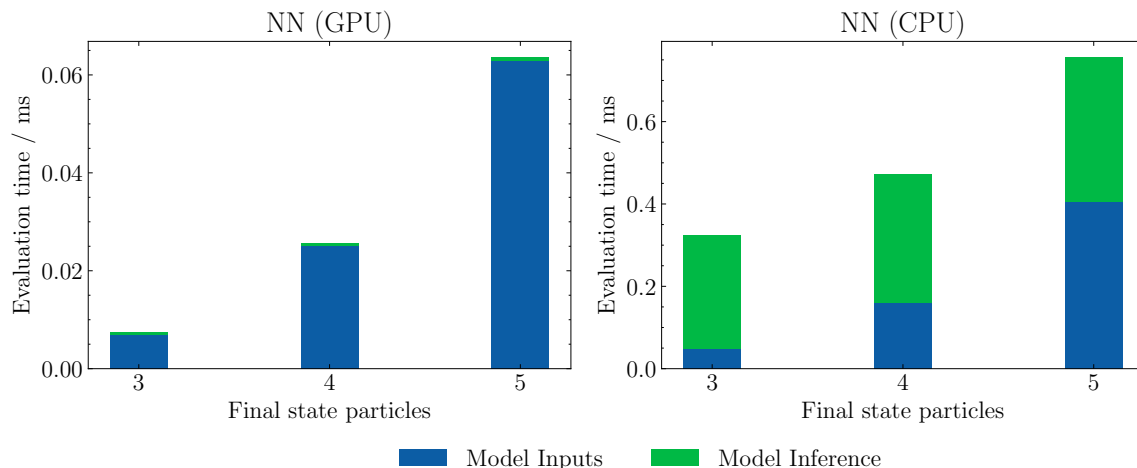 NN (GPU)
Evaluation time / ms
0.06
0.04
0.02
0.00
3 4 5
Final state particles
NN (CPU)
Evaluation time / ms
0.6
0.4
0.2
0.0
3 4 5
Final state particles
Model Inputs Model Inference